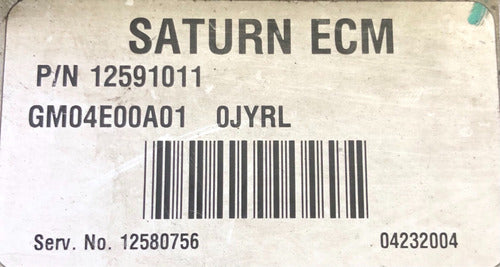 SATURN ECM
P/N 12591011
GM04E00A01 0JYRL
Serv. No. 12580756 04232004